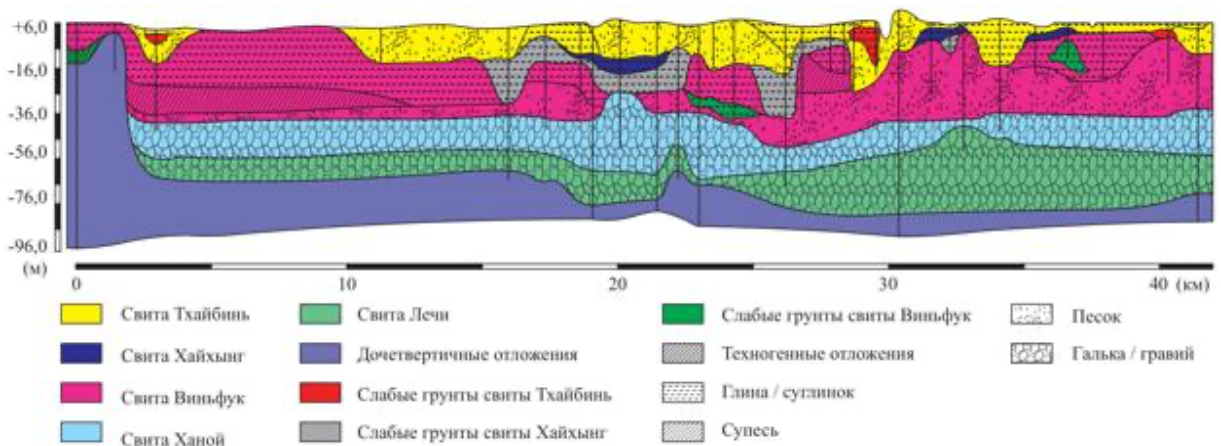 +6,0
-16,0
-36,0
-56,0
-76,0
-96,0
(м)
0 10 20 30 40 (км)
Свита Тхайбинь Свита Лечи Слабые грунты свиты Виньфук Песок
Свита Хайхынг Дочетвертичные отложения Техногенные отложения Галька / гравий
Свита Виньфук Слабые грунты свиты Тхайбинь Глина / суглинок
Свита Ханой Слабые грунты свиты Хайхынг Супесь